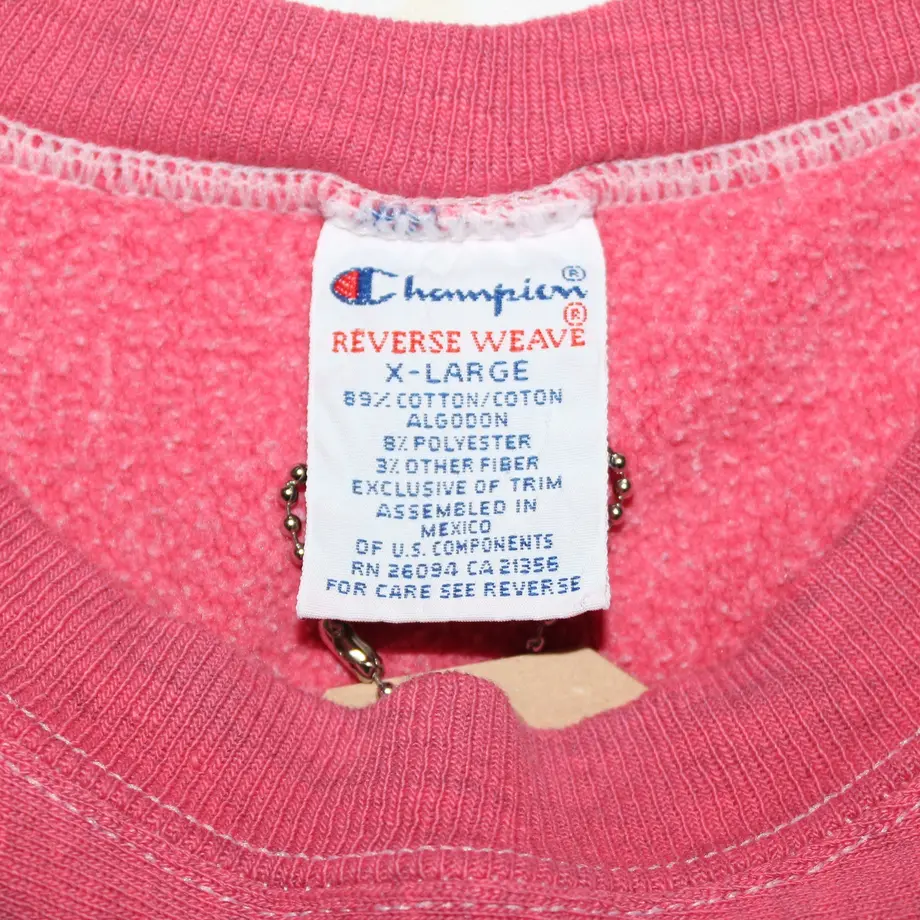 Champion®
REVERSE WEAVE®
X-LARGE
89% COTTON/COTON
ALGODON
8% POLYESTER
3% OTHER FIBER
EXCLUSIVE OF TRIM
ASSEMBLED IN
MEXICO
OF U.S. COMPONENTS
RN 26094 CA 21356
FOR CARE SEE REVERSE